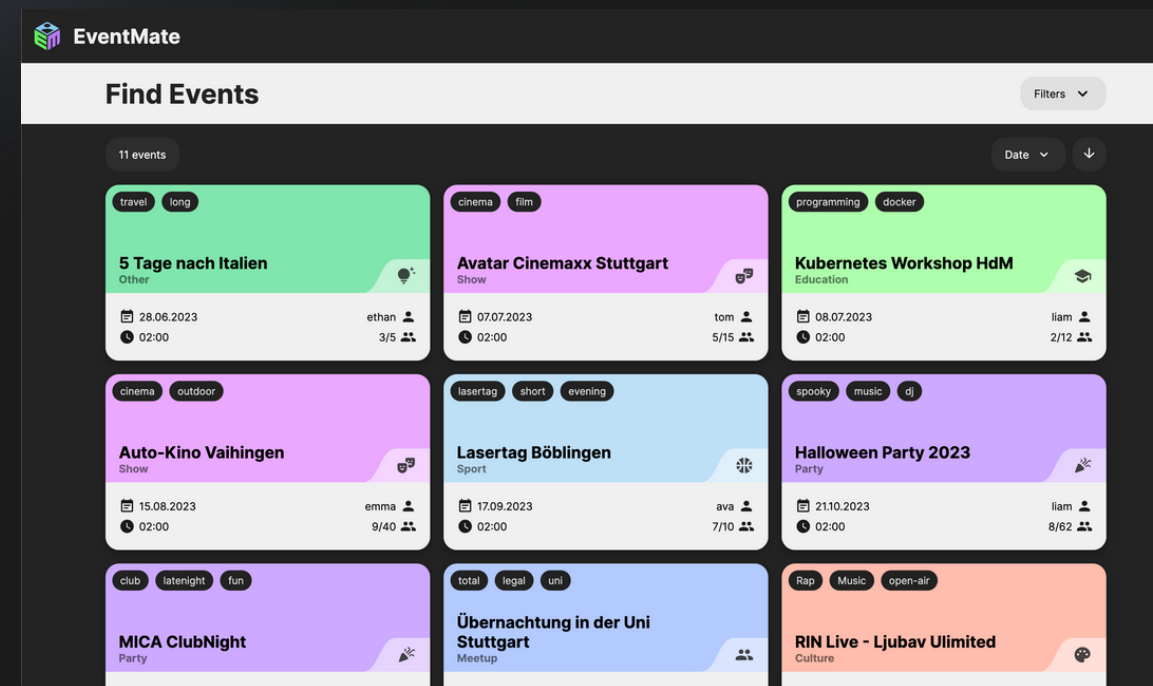 EventMate
Find Events
Filters
11 events
Date
travel long
5 Tage nach Italien
Other
28.06.2023 ethan
02:00 3/5
cinema film
Avatar Cinemaxx Stuttgart
Show
07.07.2023 tom
02:00 5/15
programming docker
Kubernetes Workshop HdM
Education
08.07.2023 liam
02:00 2/12
cinema outdoor
Auto-Kino Vaihingen
Show
15.08.2023 emma
02:00 9/40
lasertag short evening
Lasertag Böblingen
Sport
17.09.2023 ava
02:00 7/10
spooky music dj
Halloween Party 2023
Party
21.10.2023 liam
02:00 8/62
club latenight fun
MICA ClubNight
Party
total legal uni
Übernachtung in der Uni
Stuttgart
Meetup
Rap Music open-air
RIN Live - Ljubav Ulimited
Culture